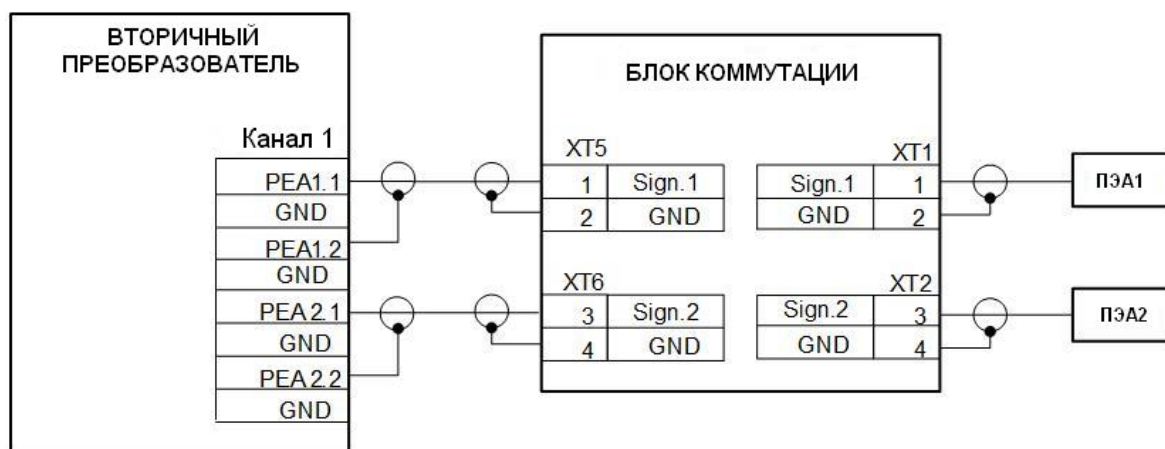 ВТОРИЧНЫЙ
ПРЕОБРАЗОВАТЕЛЬ
Канал 1
PEA1.1
GND
PEA1.2
GND
PEA 2.1
GND
PEA 2.2
GND
БЛОК КОММУТАЦИИ
XT5
1 Sign.1
2 GND
XT6
3 Sign.2
4 GND
XT1
Sign.1 1
GND 2
XT2
Sign.2 3
GND 4
ПЭА1
ПЭА2